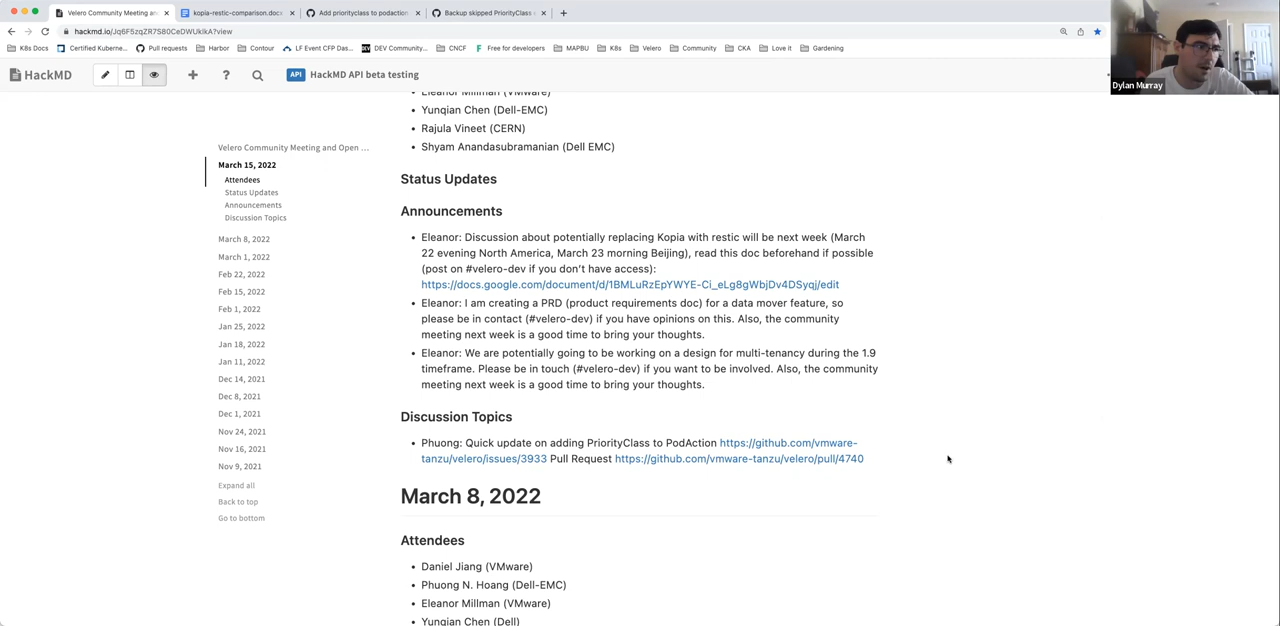 Velero Community Meeting an
kopia-restic-comparison.docx
Add priorityclass to podaction
Backup skipped PriorityClass
hackmd.io/Jq6F5zqZR7S80CeDWUklkA?view
K8s Docs
Certified Kuberne...
Pull requests
Harbor
Contour
LF Event CFP Das...
DEV Community...
CNCF
Free for developers
MAPBU
K8s
Velero
Community
CKA
Love it
Gardening
HackMD
API
HackMD API beta testing
Dylan Murray
Velero Community Meeting and Open ...
March 15, 2022
Attendees
Status Updates
Announcements
Discussion Topics
March 8, 2022
March 1, 2022
Feb 22, 2022
Feb 15, 2022
Feb 1, 2022
Jan 25, 2022
Jan 18, 2022
Jan 11, 2022
Dec 14, 2021
Dec 8, 2021
Dec 1, 2021
Nov 24, 2021
Nov 16, 2021
Nov 9, 2021
Expand all
Back to top
Go to bottom
Eleanor Millman (VMware)
Yunqian Chen (Dell-EMC)
Rajula Vineet (CERN)
Shyam Anandasubramanian (Dell EMC)
Status Updates
Announcements
Eleanor: Discussion about potentially replacing Kopia with restic will be next week (March
22 evening North America, March 23 morning Beijing), read this doc beforehand if possible
(post on #velero-dev if you don't have access):
https://docs.google.com/document/d/1BMLuRzEpYWYE-Ci_eLg8gWbjDv4DSyqj/edit
Eleanor: I am creating a PRD (product requirements doc) for a data mover feature, so
please be in contact (#velero-dev) if you have opinions on this. Also, the community
meeting next week is a good time to bring your thoughts.
Eleanor: We are potentially going to be working on a design for multi-tenancy during the 1.9
timeframe. Please be in touch (#velero-dev) if you want to be involved. Also, the community
meeting next week is a good time to bring your thoughts.
Discussion Topics
Phuong: Quick update on adding PriorityClass to PodAction https://github.com/vmware-
tanzu/velero/issues/3933 Pull Request https://github.com/vmware-tanzu/velero/pull/4740
March 8, 2022
Attendees
Daniel Jiang (VMware)
Phuong N. Hoang (Dell-EMC)
Eleanor Millman (VMware)
Yunqian Chen (Dell)